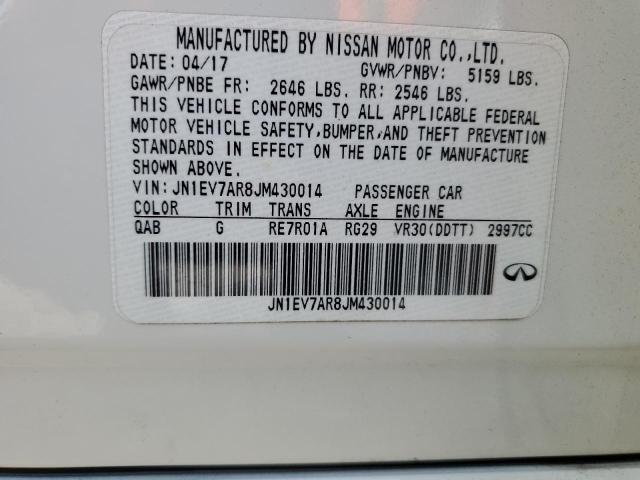 MANUFACTURED BY NISSAN MOTOR CO.,LTD.
DATE: 04/17 GVWR/PNBV: 5159 LBS.
GAWR/PNBE FR: 2646 LBS. RR: 2546 LBS.
THIS VEHICLE CONFORMS TO ALL APPLICABLE FEDERAL
MOTOR VEHICLE SAFETY,BUMPER,AND THEFT PREVENTION
STANDARDS IN EFFECT ON THE DATE OF MANUFACTURE
SHOWN ABOVE.
VIN:JN1EV7AR8JM430014 PASSENGER CAR
COLOR TRIM TRANS AXLE ENGINE
QAB G RE7R01A RG29 VR30(DDTT) 2997CC
JN1EV7AR8JM430014